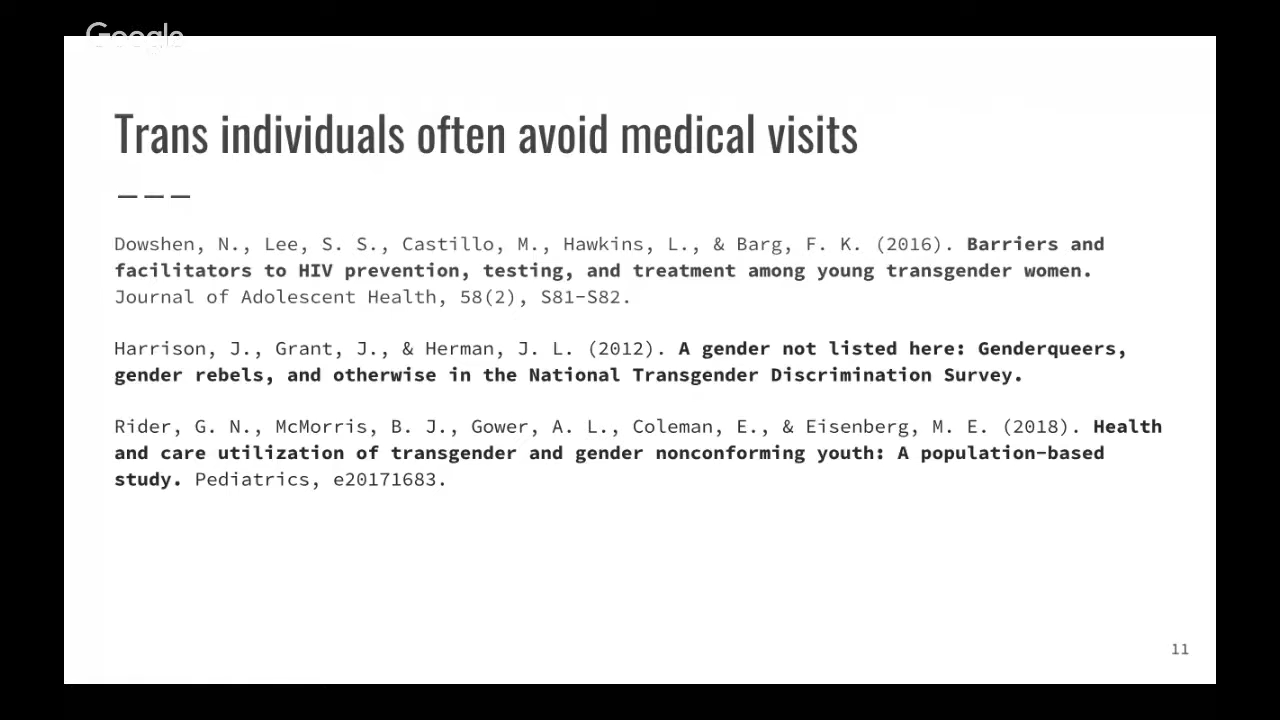 Google
Trans individuals often avoid medical visits
Dowshen, N., Lee, S. S., Castillo, M., Hawkins, L., & Barg, F. K. (2016). Barriers and
facilitators to HIV prevention, testing, and treatment among young transgender women.
Journal of Adolescent Health, 58(2), S81–S82.
Harrison, J., Grant, J., & Herman, J. L. (2012). A gender not listed here: Genderqueers,
gender rebels, and otherwise in the National Transgender Discrimination Survey.
Rider, G. N., McMorris, B. J., Gower, A. L., Coleman, E., & Eisenberg, M. E. (2018). Health
and care utilization of transgender and gender nonconforming youth: A population-based
study. Pediatrics, e20171683.
11